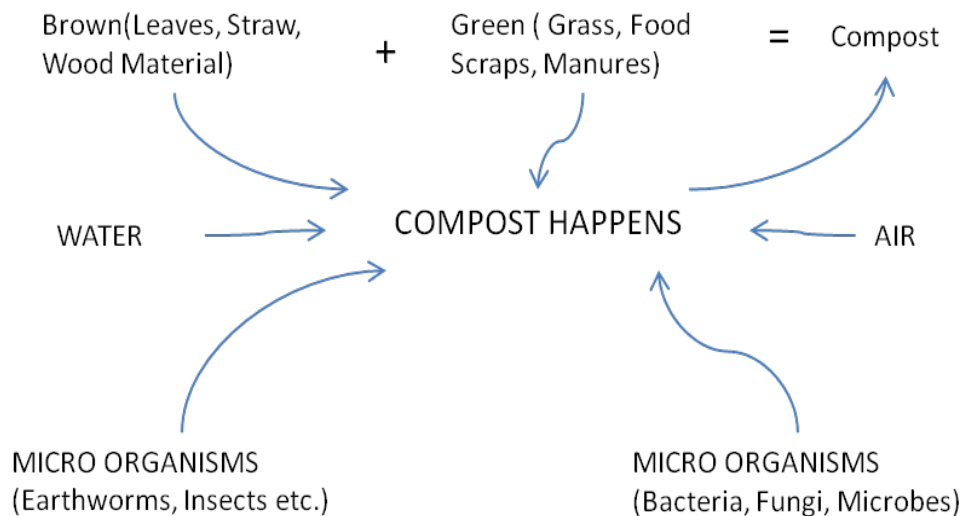 Brown(Leaves, Straw,
Wood Material)
+
Green ( Grass, Food
Scraps, Manures)
=
Compost
COMPOST HAPPENS
WATER
AIR
MICRO ORGANISMS
(Earthworms, Insects etc.)
MICRO ORGANISMS
(Bacteria, Fungi, Microbes)